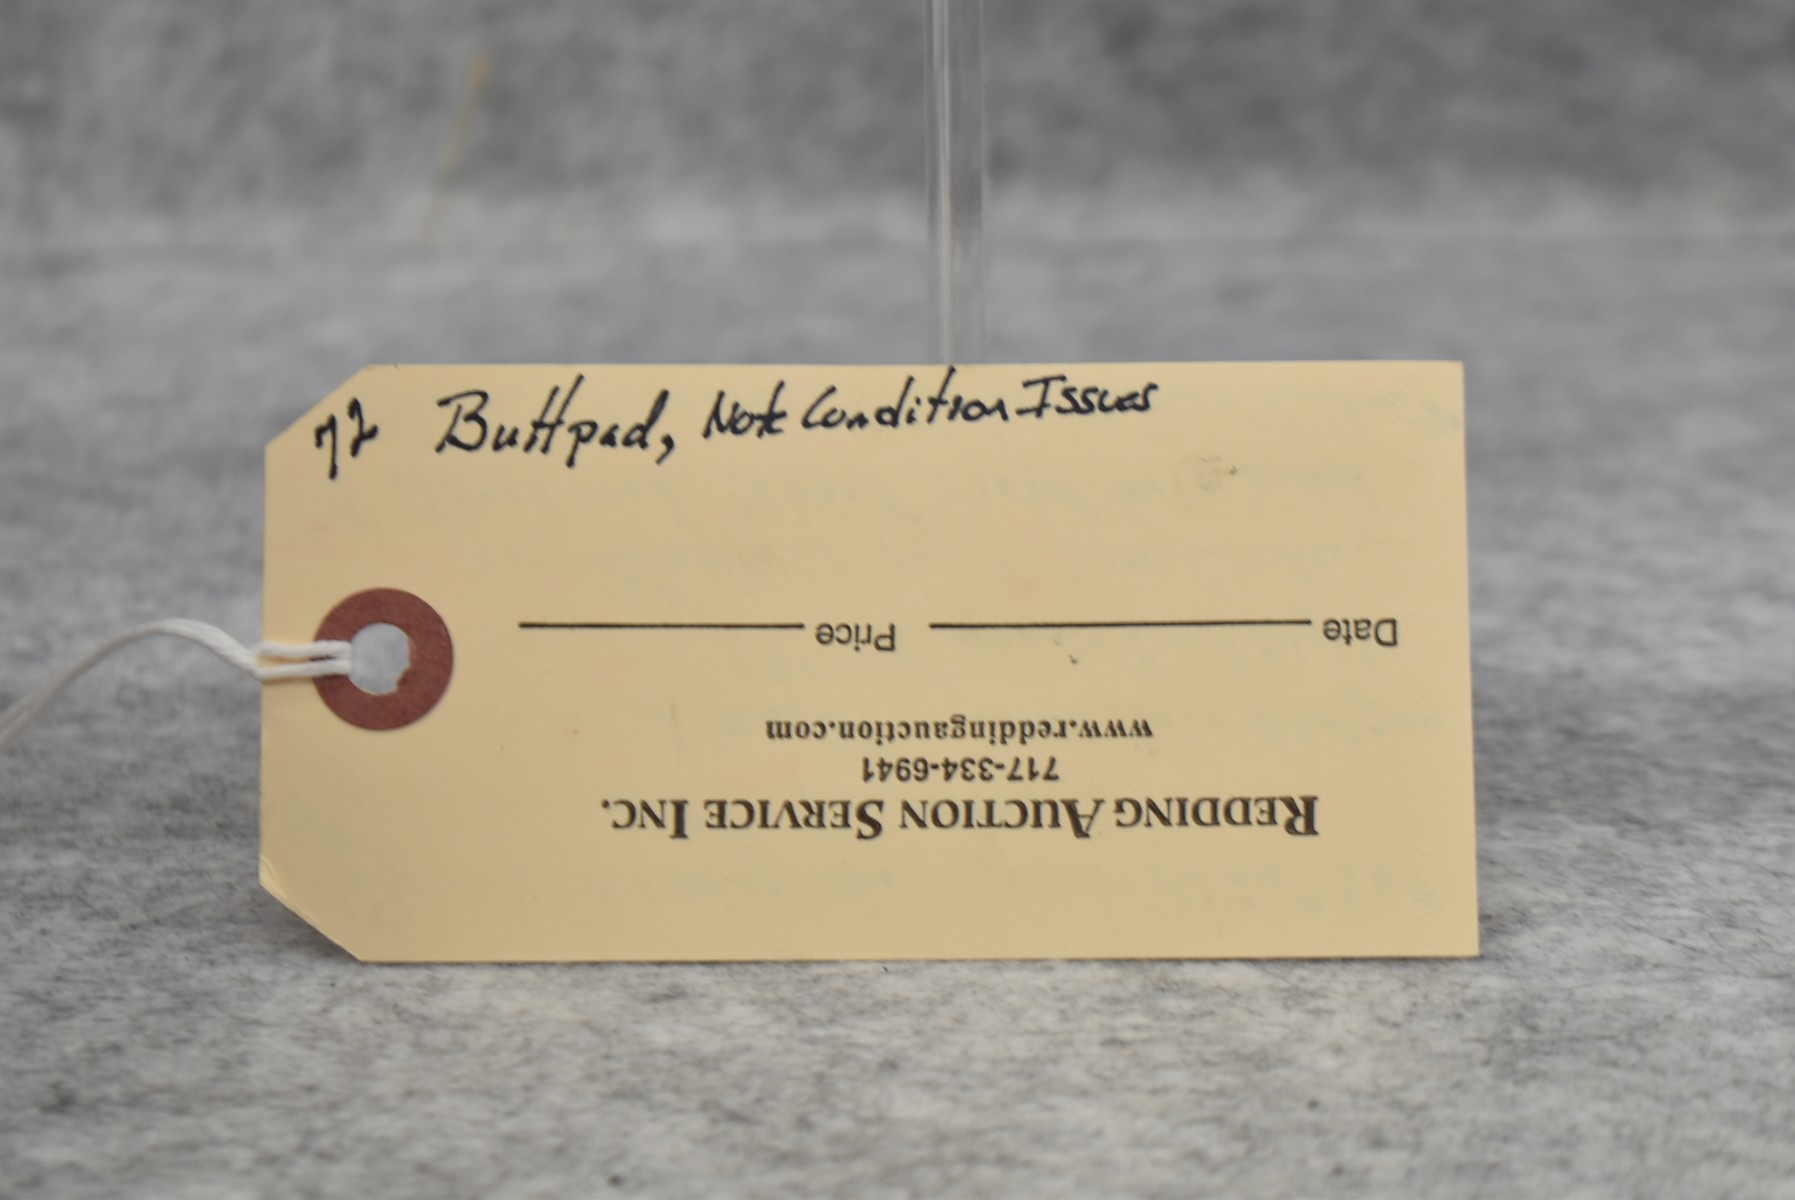 72 Buttpad, Note Condition Issues
Date Price
www.reddingauction.com
717-334-6941
REDDING AUCTION SERVICE INC.